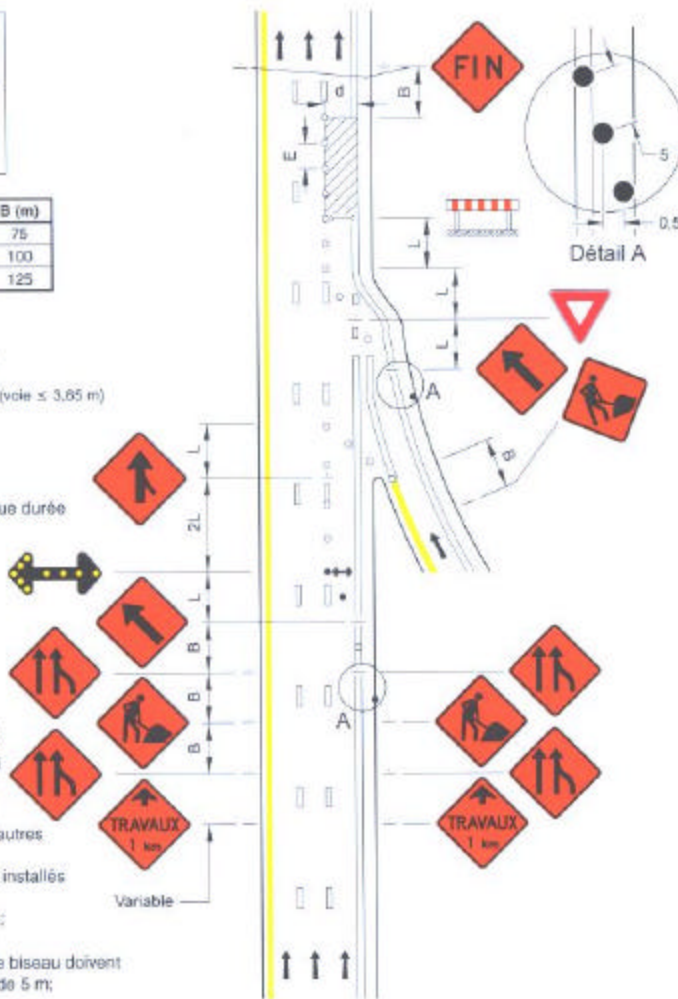 FIN
d
B
E
5
0,5
Détail A
B (m)
75
100
125
L
L
L
(voie ≤ 3,65 m)
A
B
L
2L
ue durée
L
B
B
B
A
TRAVAUX
1 km
TRAVAUX
1 km
autres
installés
Variable
e biseau doivent
de 5 m;